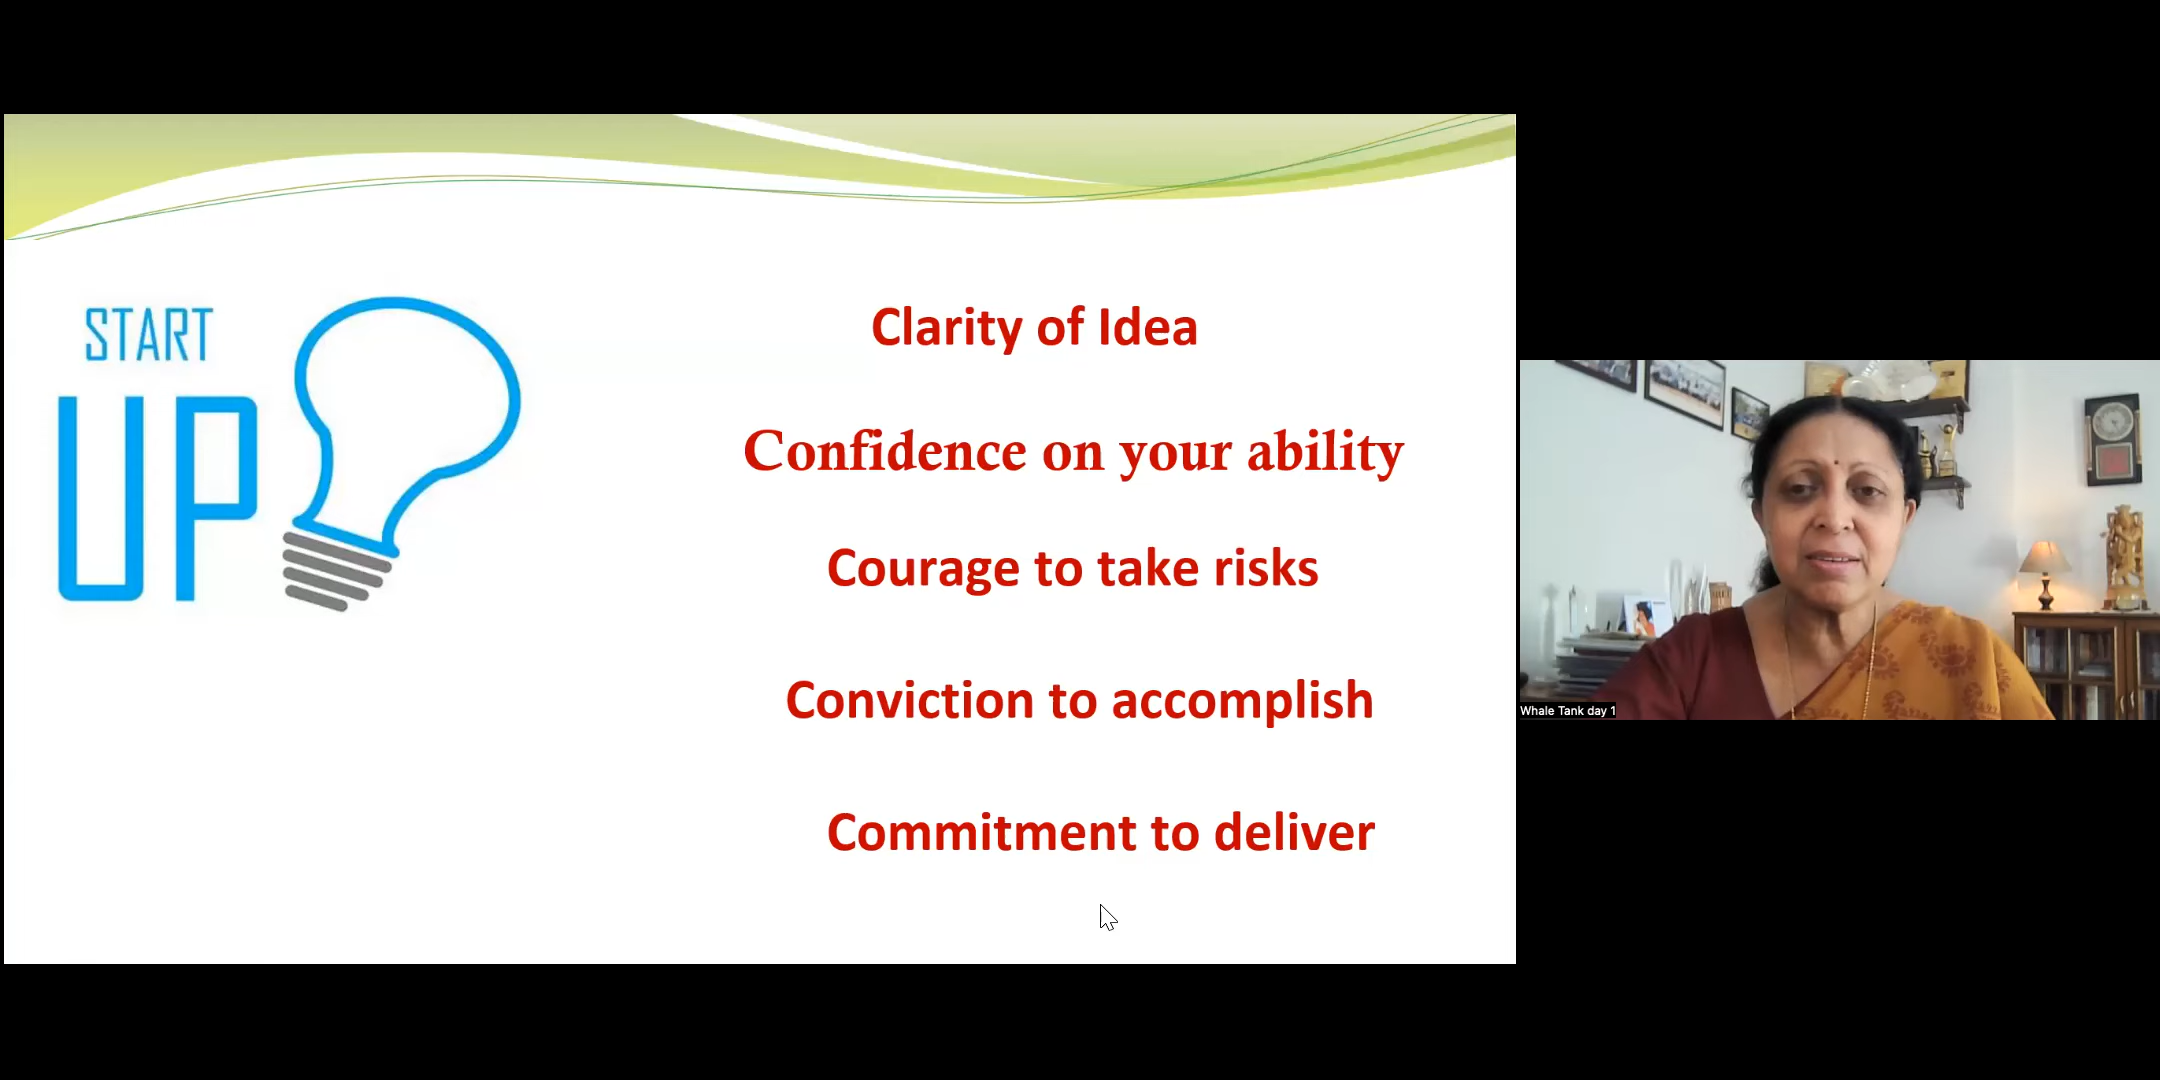 START
UP
Clarity of Idea
Confidence on your ability
Courage to take risks
Conviction to accomplish
Commitment to deliver
Whale Tank day 1